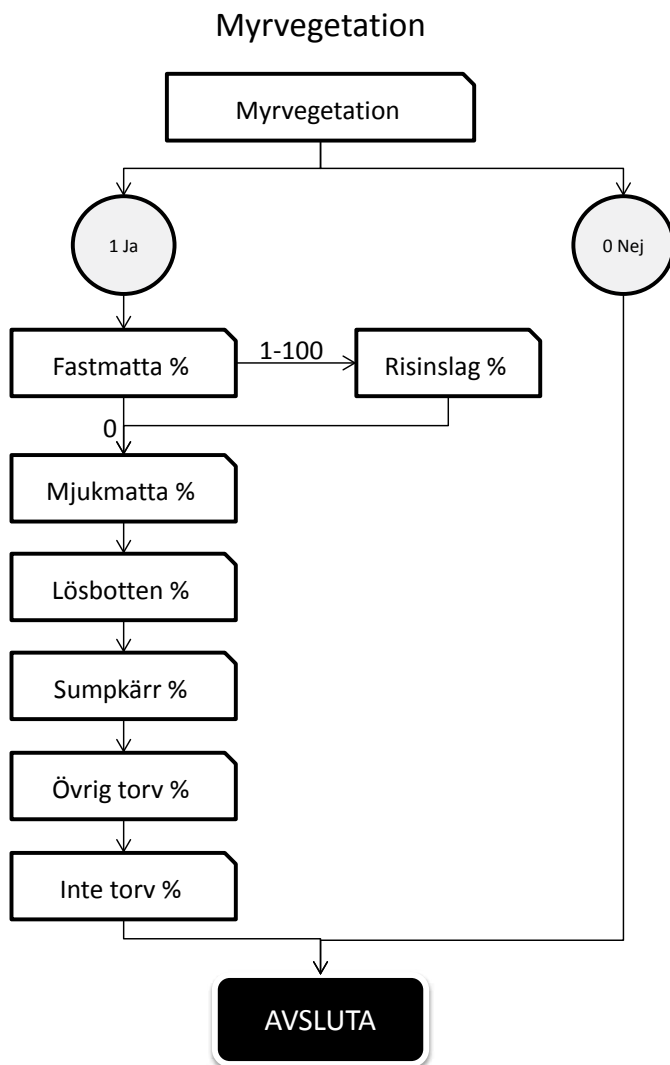 Myrvegetation
Myrvegetation
1 Ja
0 Nej
Fastmatta %
1-100
Risinslag %
0
Mjukmatta %
Lösbotten %
Sumpkärr %
Övrig torv %
Inte torv %
AVSLUTA